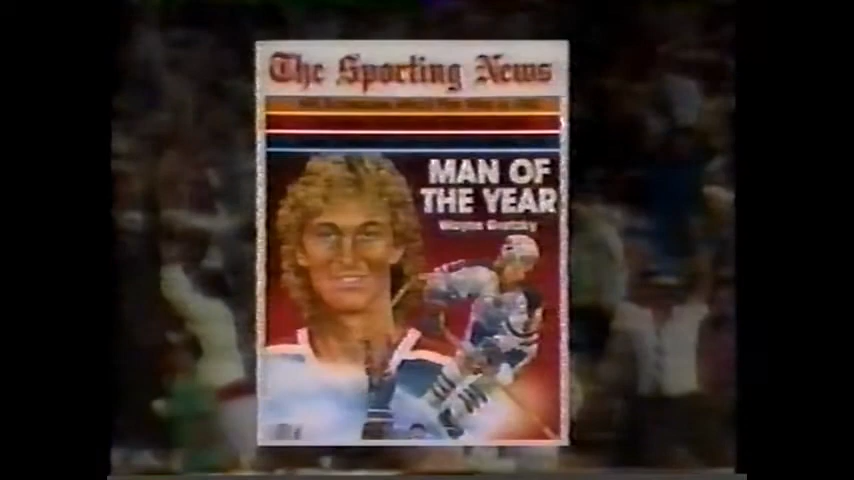 The Sporting News
MAN OF
THE YEAR
Wayne Gretzky